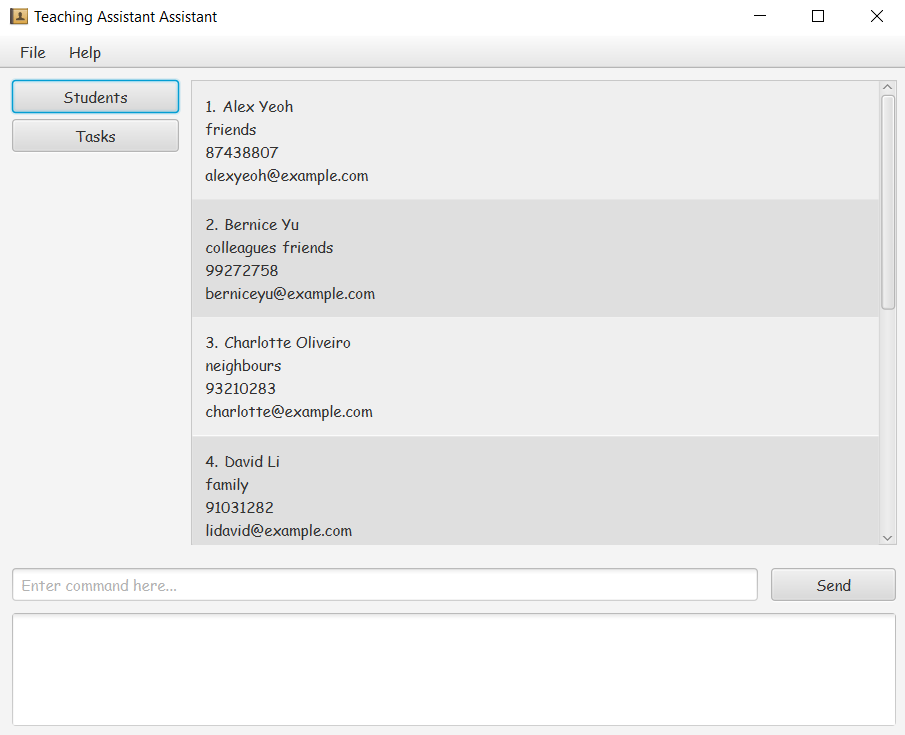 Teaching Assistant Assistant
File Help
Students
Tasks
1. Alex Yeoh
friends
87438807
alexyeoh@example.com
2. Bernice Yu
colleagues friends
99272758
berniceyu@example.com
3. Charlotte Oliveiro
neighbours
93210283
charlotte@example.com
4. David Li
family
91031282
lidavid@example.com
Enter command here...
Send